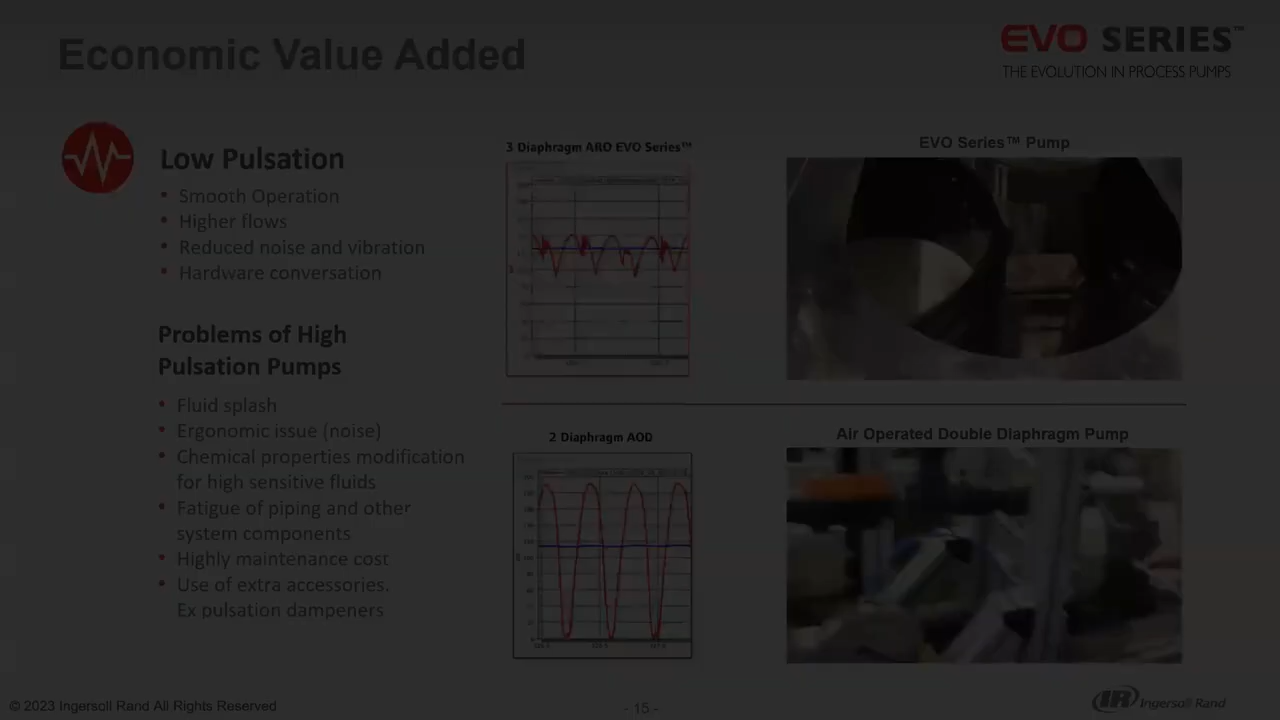 Economic Value Added
EVO SERIES™
THE EVOLUTION IN PROCESS PUMPS
Low Pulsation
• Smooth Operation
• Higher flows
• Reduced noise and vibration
• Hardware conversation
Problems of High
Pulsation Pumps
• Fluid splash
• Ergonomic issue (noise)
• Chemical properties modification
for high sensitive fluids
• Fatigue of piping and other
system components
• Highly maintenance cost
• Use of extra accessories.
Ex pulsation dampeners
3 Diaphragm ARO EVO Series™
EVO Series™ Pump
2 Diaphragm AOD
Air Operated Double Diaphragm Pump
© 2023 Ingersoll Rand All Rights Reserved
- 15 -
IR Ingersoll Rand